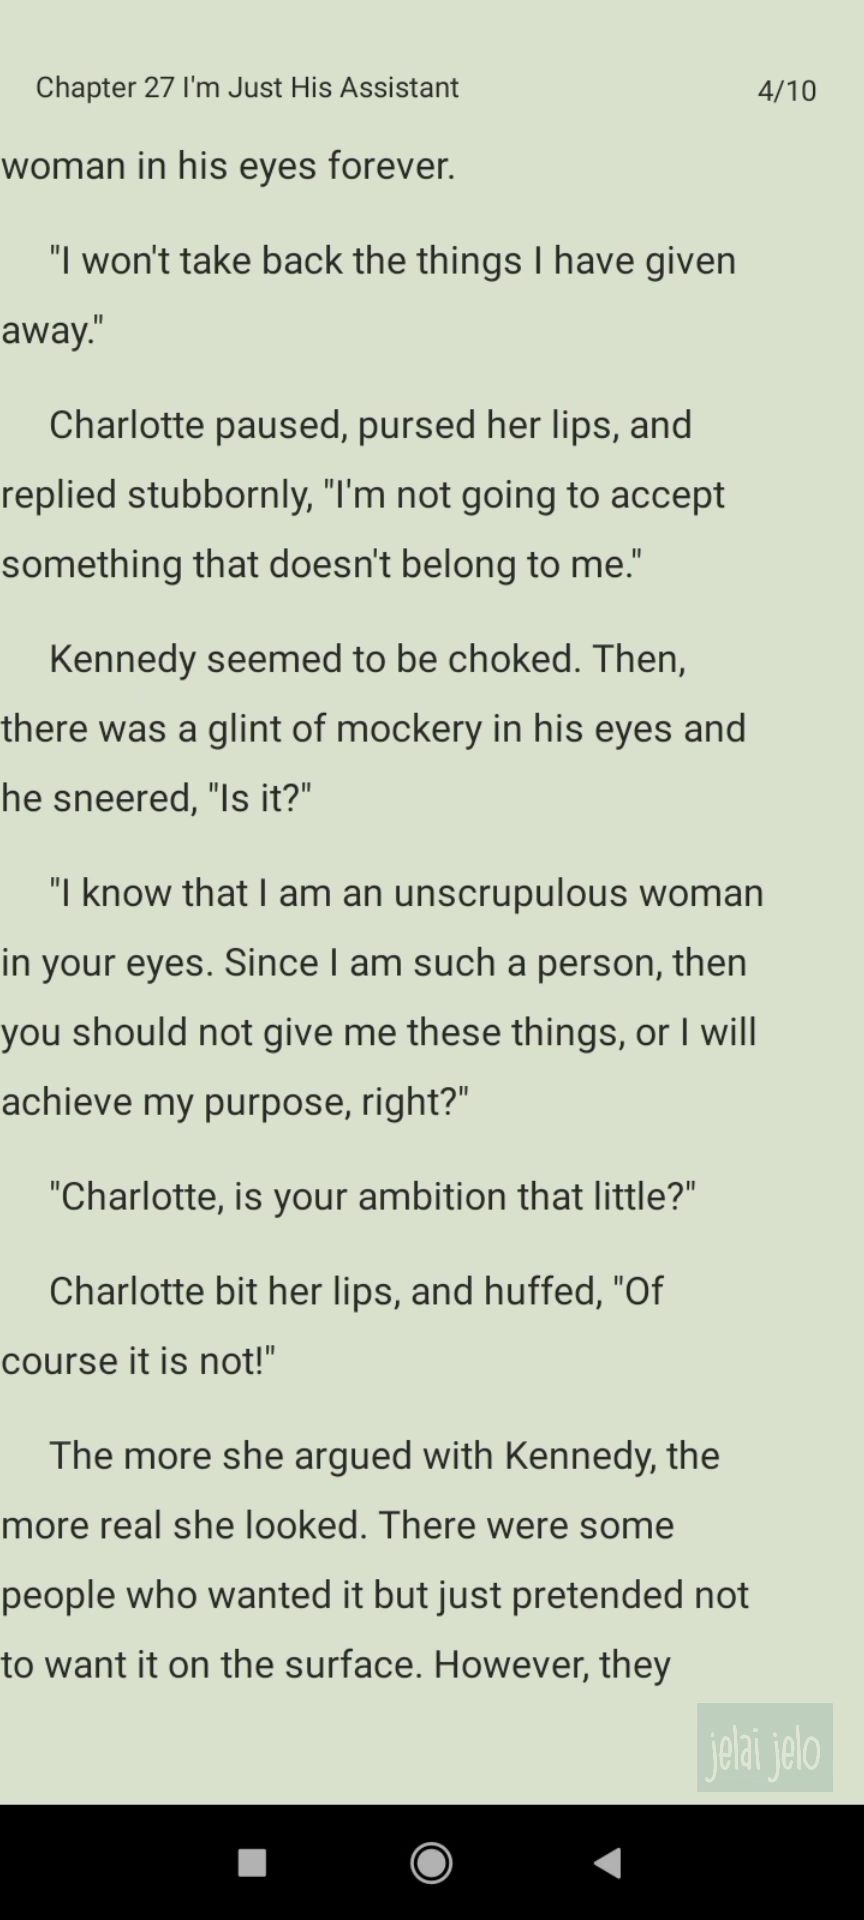 Chapter 27 I'm Just His Assistant 4/10
woman in his eyes forever.
"I won't take back the things I have given
away."
Charlotte paused, pursed her lips, and
replied stubbornly, "I'm not going to accept
something that doesn't belong to me."
Kennedy seemed to be choked. Then,
there was a glint of mockery in his eyes and
he sneered, "Is it?"
"I know that I am an unscrupulous woman
in your eyes. Since I am such a person, then
you should not give me these things, or I will
achieve my purpose, right?"
"Charlotte, is your ambition that little?"
Charlotte bit her lips, and huffed, "Of
course it is not!"
The more she argued with Kennedy, the
more real she looked. There were some
people who wanted it but just pretended not
to want it on the surface. However, they
jelai jelo